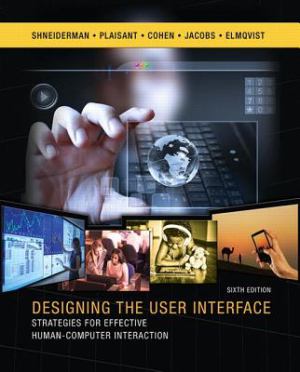 SHNEIDERMAN • PLAISANT • COHEN • JACOBS • ELMQVIST
SIXTH EDITION
DESIGNING THE USER INTERFACE
STRATEGIES FOR EFFECTIVE
HUMAN-COMPUTER INTERACTION